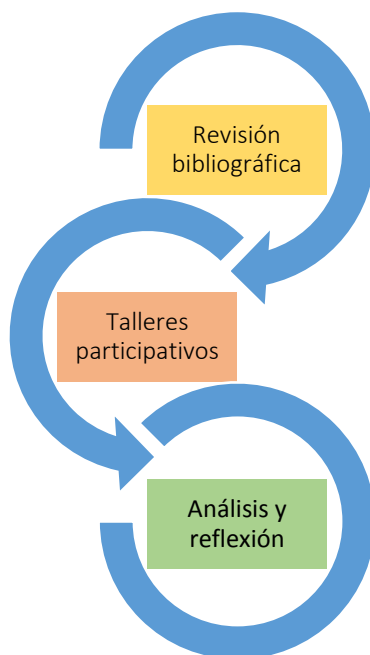 Revisión
bibliográfica
Talleres
participativos
Análisis y
reflexión